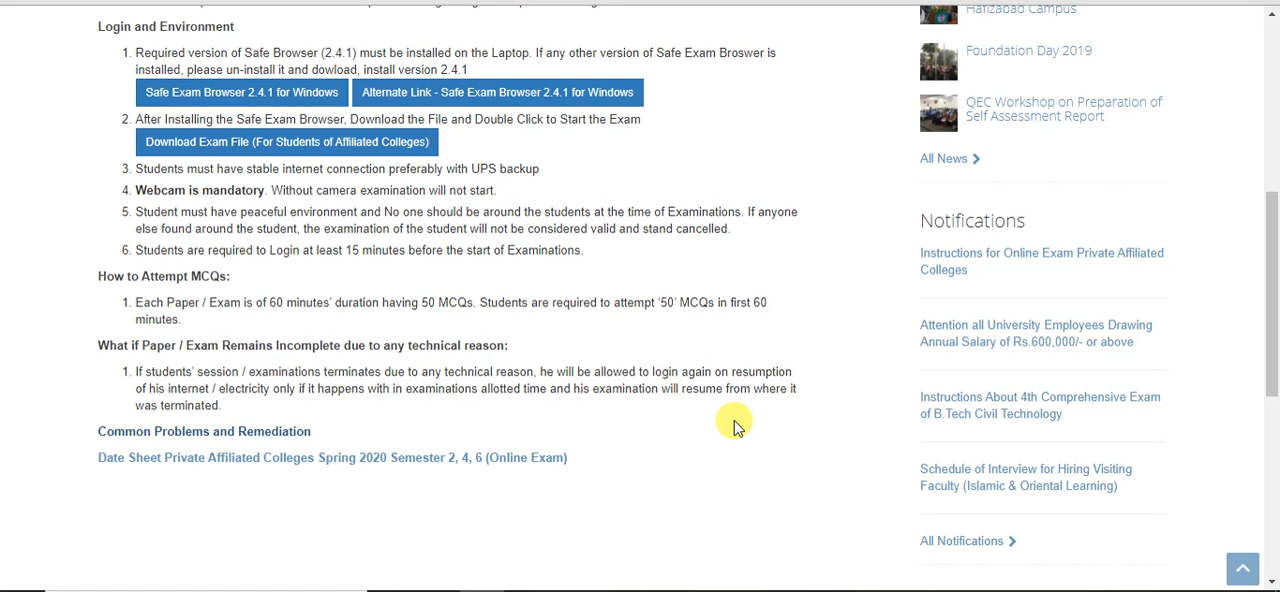 Login and Environment
1. Required version of Safe Browser (2.4.1) must be installed on the Laptop. If any other version of Safe Exam Broswer is
installed, please un-install it and dowload, install version 2.4.1
Safe Exam Browser 2.4.1 for Windows
Alternate Link - Safe Exam Browser 2.4.1 for Windows
2. After Installing the Safe Exam Browser, Download the File and Double Click to Start the Exam
Download Exam File (For Students of Affiliated Colleges)
3. Students must have stable internet connection preferably with UPS backup
4. Webcam is mandatory. Without camera examination will not start.
5. Student must have peaceful environment and No one should be around the students at the time of Examinations. If anyone
else found around the student, the examination of the student will not be considered valid and stand cancelled.
6. Students are required to Login at least 15 minutes before the start of Examinations.
How to Attempt MCQs:
1. Each Paper / Exam is of 60 minutes' duration having 50 MCQs. Students are required to attempt '50' MCQs in first 60
minutes.
What if Paper / Exam Remains Incomplete due to any technical reason:
1. If students' session / examinations terminates due to any technical reason, he will be allowed to login again on resumption
of his internet / electricity only if it happens with in examinations allotted time and his examination will resume from where it
was terminated.
Common Problems and Remediation
Date Sheet Private Affiliated Colleges Spring 2020 Semester 2, 4, 6 (Online Exam)
Hafizabad Campus
Foundation Day 2019
QEC Workshop on Preparation of
Self Assessment Report
All News
Notifications
Instructions for Online Exam Private Affiliated
Colleges
Attention all University Employees Drawing
Annual Salary of Rs.600,000/- or above
Instructions About 4th Comprehensive Exam
of B.Tech Civil Technology
Schedule of Interview for Hiring Visiting
Faculty (Islamic & Oriental Learning)
All Notifications